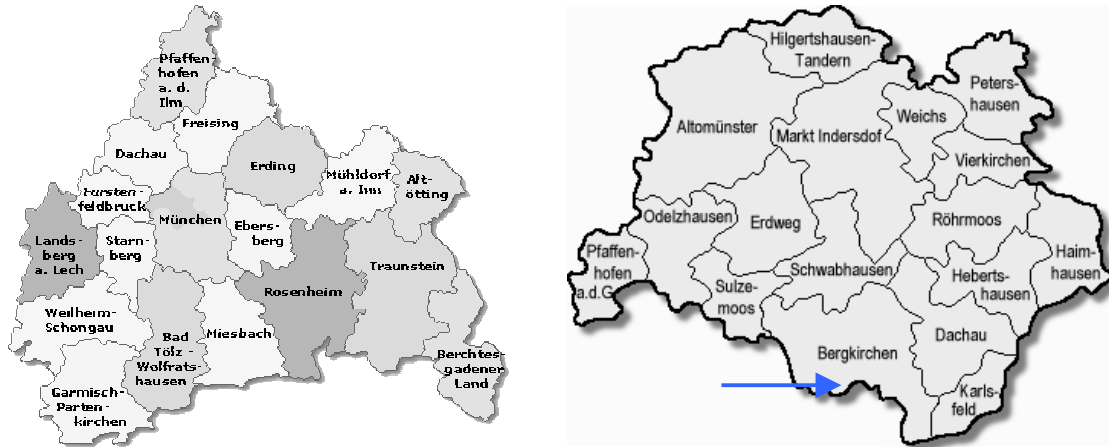 Pfaffen-
hofen
a. d.
Ilm
Freising
Dachau
Erding
Mühldorf
a. Inn
Alt-
ötting
Fürsten-
feldbruck
München
Ebers-
berg
Lands-
berg
a. Lech
Starn-
berg
Traunstein
Rosenheim
Weilheim-
Schongau
Bad
Tölz -
Wolfrats-
hausen
Miesbach
Berchtes-
gadener
Land
Garmisch-
Parten-
kirchen
Hilgertshausen-
Tandern
Peters-
hausen
Weichs
Altomünster
Markt Indersdof
Vierkirchen
Odelzhausen
Erdweg
Röhrmoos
Pfaffen-
hofen
a.d.G.
Sulze-
moos
Schwabhausen
Heberts-
hausen
Haim-
hausen
Bergkirchen
Dachau
Karls-
feld